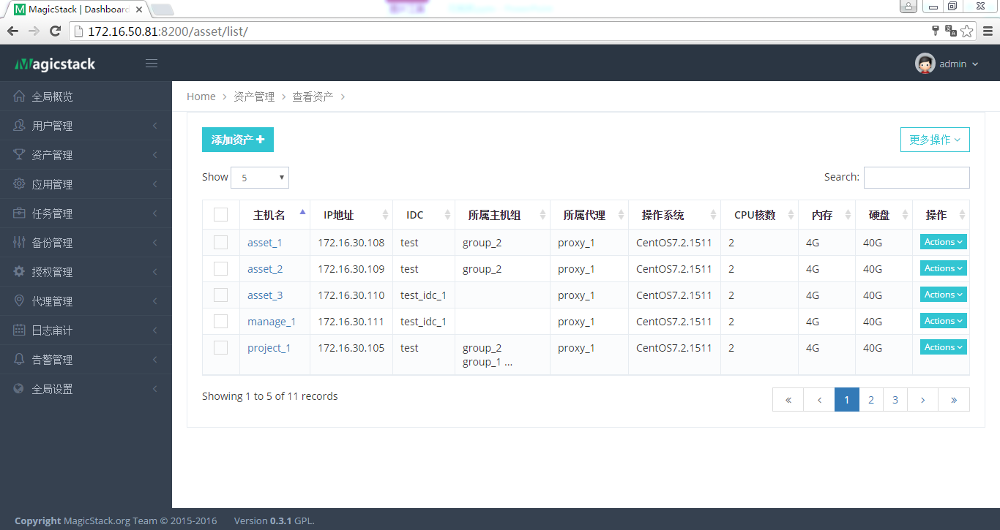 MagicStack | Dashboard
172.16.50.81:8200/asset/list/
Magicstack
admin
全局概览
用户管理
资产管理
应用管理
任务管理
备份管理
授权管理
代理管理
日志审计
告警管理
全局设置
Home > 资产管理 > 查看资产 >
添加资产
更多操作
Show 5
Search:
主机名 IP地址 IDC 所属主机组 所属代理 操作系统 CPU核数 内存 硬盘 操作
asset_1 172.16.30.108 test group_2 proxy_1 CentOS7.2.1511 2 4G 40G Actions
asset_2 172.16.30.109 test group_2 proxy_1 CentOS7.2.1511 2 4G 40G Actions
asset_3 172.16.30.110 test_idc_1 proxy_1 CentOS7.2.1511 2 4G 40G Actions
manage_1 172.16.30.111 test_idc_1 proxy_1 CentOS7.2.1511 2 4G 40G Actions
project_1 172.16.30.105 test group_2 proxy_1 CentOS7.2.1511 2 4G 40G Actions
group_1 ...
Showing 1 to 5 of 11 records
« ‹ 1 2 3 › »
Copyright MagicStack.org Team © 2015-2016 Version 0.3.1 GPL.